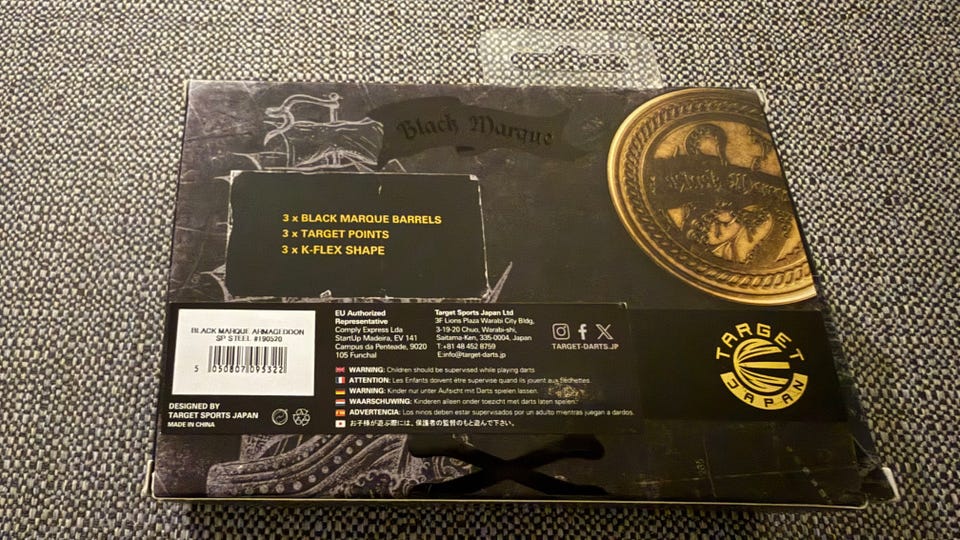 Black Marque
3 x BLACK MARQUE BARRELS
3 x TARGET POINTS
3 x K-FLEX SHAPE
BLACK MARQUE ARMAGEDDON
SP STEEL #190520
5 050807 095322
DESIGNED BY
TARGET SPORTS JAPAN
MADE IN CHINA
EU Authorized
Representative
Comply Express Lda
StartUp Madeira, EV 141
Campus da Penteade, 9020
105 Funchal
Target Sports Japan Ltd
3F Lions Plaza Warabi City Bldg,
3-19-20 Chuo, Warabi-shi,
Saitama-Ken, 335-0004, Japan
T:+81 48 452 8759
E:info@target-darts.jp
TARGET-DARTS.JP
WARNING: Children should be supervised while playing darts
ATTENTION: Les Enfants doivent être supervise quand is jouent aux fléchettes.
WARNUNG: Kinder nur unter Aufsicht mit Darts spielen lassen.
WAARSCHUWING: Kinderen alleen onder toezicht met darts laten spelen.
ADVERTENCIA: Los ninos deben estar supervisados por un adulto mientras juegan a dardos.
お子様が遊ぶ際には、保護者の監督のもと遊んで下さい。
TARGET
JAPAN